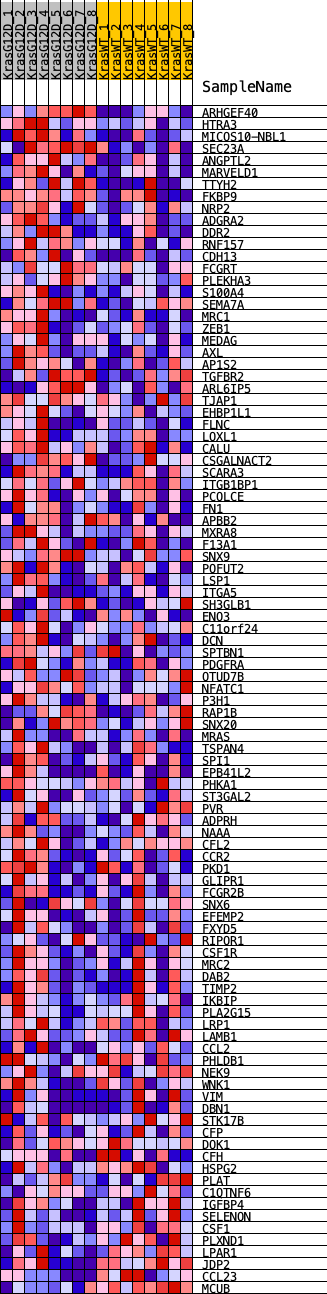 KrasG12D_1
KrasG12D_2
KrasG12D_3
KrasG12D_4
KrasG12D_5
KrasG12D_6
KrasG12D_7
KrasG12D_8
KrasWT_1
KrasWT_2
KrasWT_3
KrasWT_4
KrasWT_5
KrasWT_6
KrasWT_7
KrasWT_8
SampleName
ARHGEF40
HTRA3
MICOS10-NBL1
SEC23A
ANGPTL2
MARVELD1
TTYH2
FKBP9
NRP2
ADGRA2
DDR2
RNF157
CDH13
FCGRT
PLEKHA3
S100A4
SEMA7A
MRC1
ZEB1
MEDAG
AXL
AP1S2
TGFBR2
ARL6IP5
TJAP1
EHBP1L1
FLNC
LOXL1
CALU
CSGALNACT2
SCARA3
ITGB1BP1
PCOLCE
FN1
APBB2
MXRA8
F13A1
SNX9
POFUT2
LSP1
ITGA5
SH3GLB1
ENO3
C11orf24
DCN
SPTBN1
PDGFRA
OTUD7B
NFATC1
P3H1
RAP1B
SNX20
MRAS
TSPAN4
SPI1
EPB41L2
PHKA1
ST3GAL2
PVR
ADPRH
NAAA
CFL2
CCR2
PKD1
GLIPR1
FCGR2B
SNX6
EFEMP2
FXYD5
RIPOR1
CSF1R
MRC2
DAB2
TIMP2
IKBIP
PLA2G15
LRP1
LAMB1
CCL2
PHLDB1
NEK9
WNK1
VIM
DBN1
STK17B
CFP
DOK1
CFH
HSPG2
PLAT
C1QTNF6
IGFBP4
SELENON
CSF1
PLXND1
LPAR1
JDP2
CCL23
MCUB